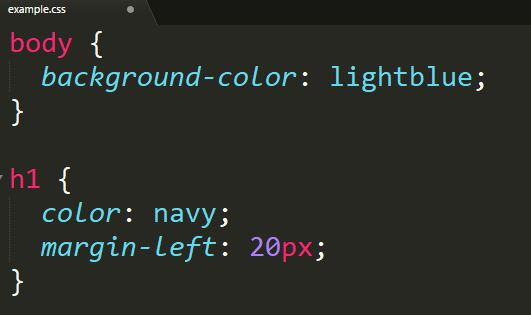 example.css
body {
  background-color: lightblue;
}

h1 {
  color: navy;
  margin-left: 20px;
}